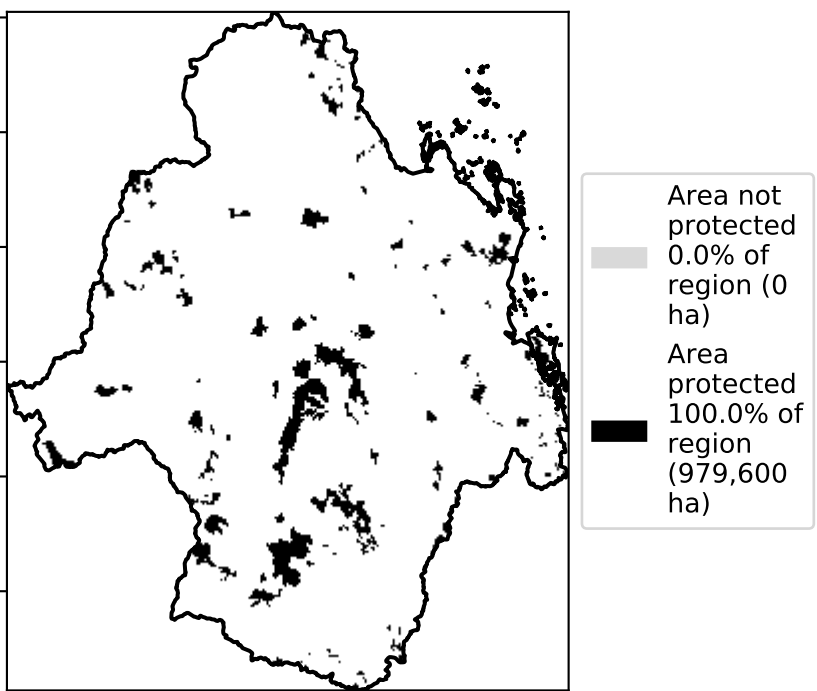 Area not
protected
0.0% of
region (0
ha)
Area
protected
100.0% of
region
(979,600
ha)